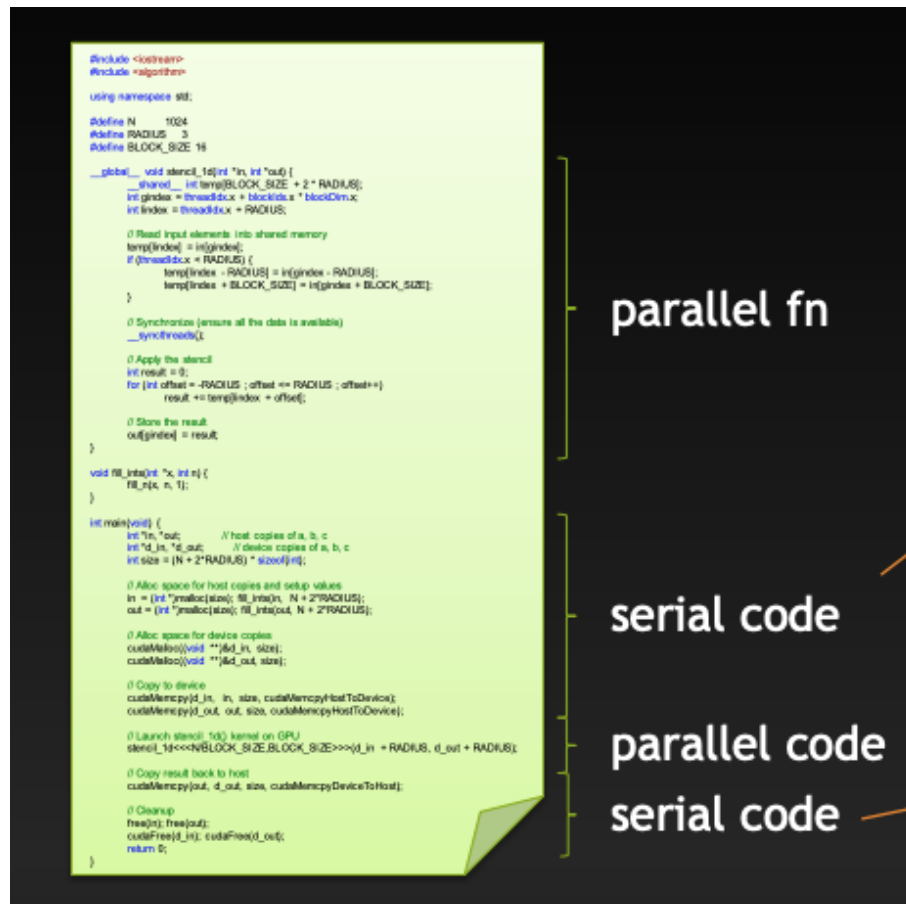 #include <iostream>
#include <algorithm>
using namespace std;
#define N 1024
#define RADIUS 3
#define BLOCK_SIZE 16
__global__ void stencil_1d(int *in, int *out) {
__shared__ int temp[BLOCK_SIZE + 2 * RADIUS];
int gindex = threadIdx.x + blockIdx.x * blockDim.x;
int lindex = threadIdx.x + RADIUS;
// Read input elements into shared memory
temp[lindex] = in[gindex];
if (threadIdx.x < RADIUS) {
temp[lindex - RADIUS] = in[gindex - RADIUS];
temp[lindex + BLOCK_SIZE] = in[gindex + BLOCK_SIZE];
}
// Synchronize (ensure all the data is available)
__syncthreads();
// Apply the stencil
int result = 0;
for (int offset = -RADIUS ; offset <= RADIUS ; offset++)
result += temp[lindex + offset];
// Store the result
out[gindex] = result;
}
parallel fn
void fill_ints(int *x, int n) {
fill_n(x, n, 1);
}
int main(void) {
int *in, *out; // host copies of a, b, c
int *d_in, *d_out; // device copies of a, b, c
int size = (N + 2*RADIUS) * sizeof(int);
// Alloc space for host copies and setup values
in = (int *)malloc(size); fill_ints(in, N + 2*RADIUS);
out = (int *)malloc(size); fill_ints(out, N + 2*RADIUS);
// Alloc space for device copies
cudaMalloc((void **)&d_in, size);
cudaMalloc((void **)&d_out, size);
// Copy to device
cudaMemcpy(d_in, in, size, cudaMemcpyHostToDevice);
cudaMemcpy(d_out, out, size, cudaMemcpyHostToDevice);
serial code
// Launch stencil_1d() kernel on GPU
stencil_1d<<<N/BLOCK_SIZE,BLOCK_SIZE>>>(d_in + RADIUS, d_out + RADIUS);
parallel code
// Copy result back to host
cudaMemcpy(out, d_out, size, cudaMemcpyDeviceToHost);
// Cleanup
free(in); free(out);
cudaFree(d_in); cudaFree(d_out);
return 0;
}
serial code